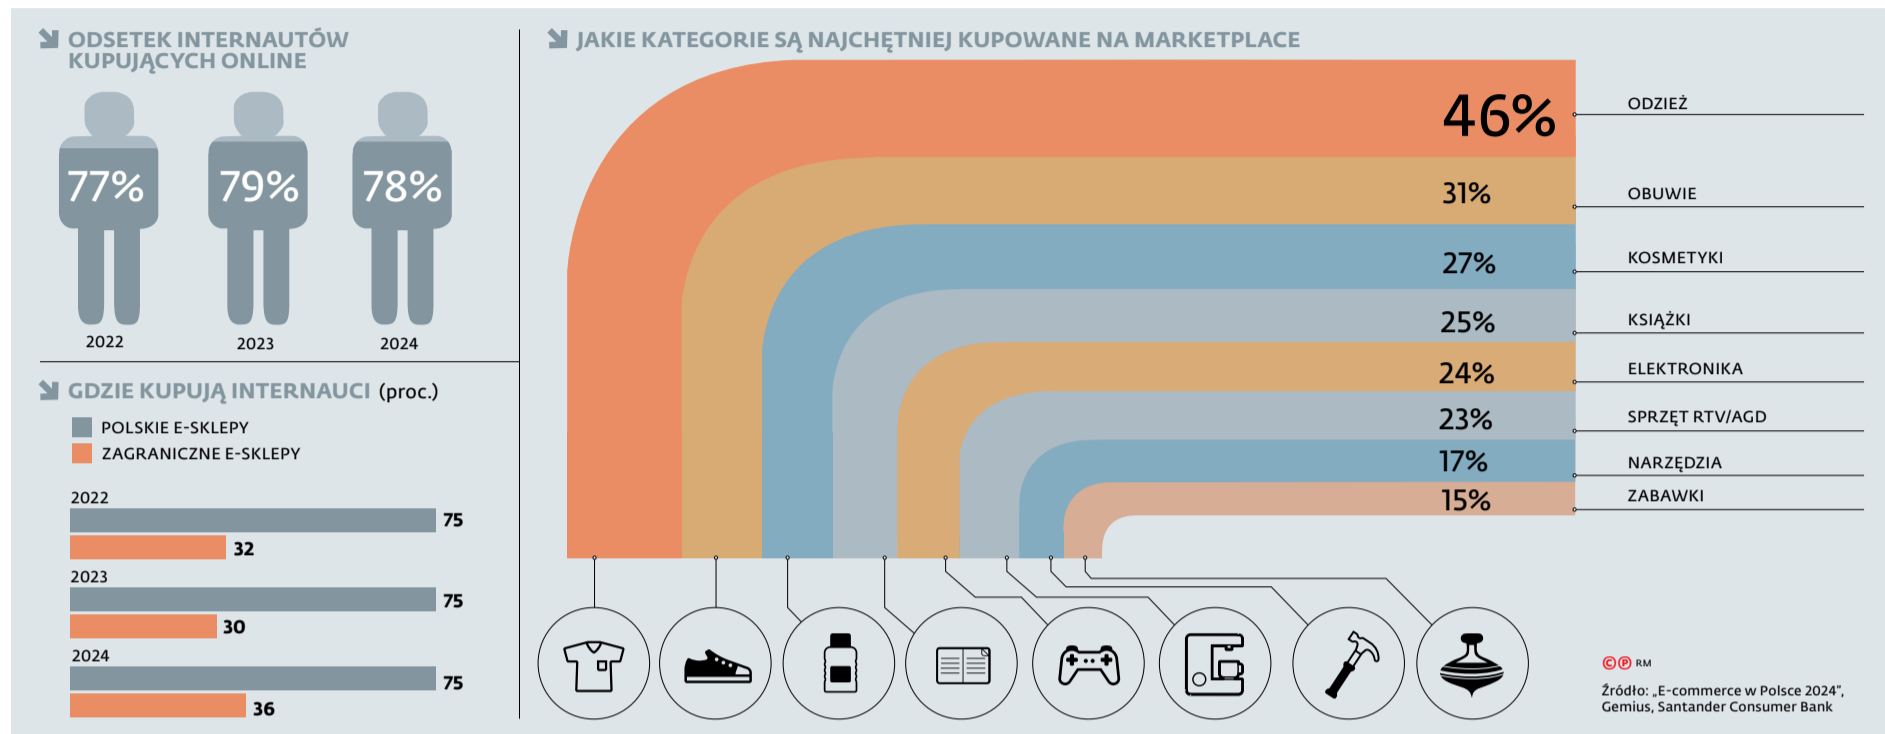 ODSETEK INTERNAUTÓW
KUPUJĄCYCH ONLINE
77%
79%
78%
2022
2023
2024
GDZIE KUPUJĄ INTERNAUCI (proc.)
POLSKIE E-SKLEPY
ZAGRANICZNE E-SKLEPY
2022
75
32
2023
75
30
2024
75
36
JAKIE KATEGORIE SĄ NAJCHĘTNIEJ KUPOWANE NA MARKETPLACE
46% ODZIEŻ
31% OBUWIE
27% KOSMETYKI
25% KSIĄŻKI
24% ELEKTRONIKA
23% SPRZĘT RTV/AGD
17% NARZĘDZIA
15% ZABAWKI
©℗ RM
Źródło: „E-commerce w Polsce 2024”,
Gemius, Santander Consumer Bank